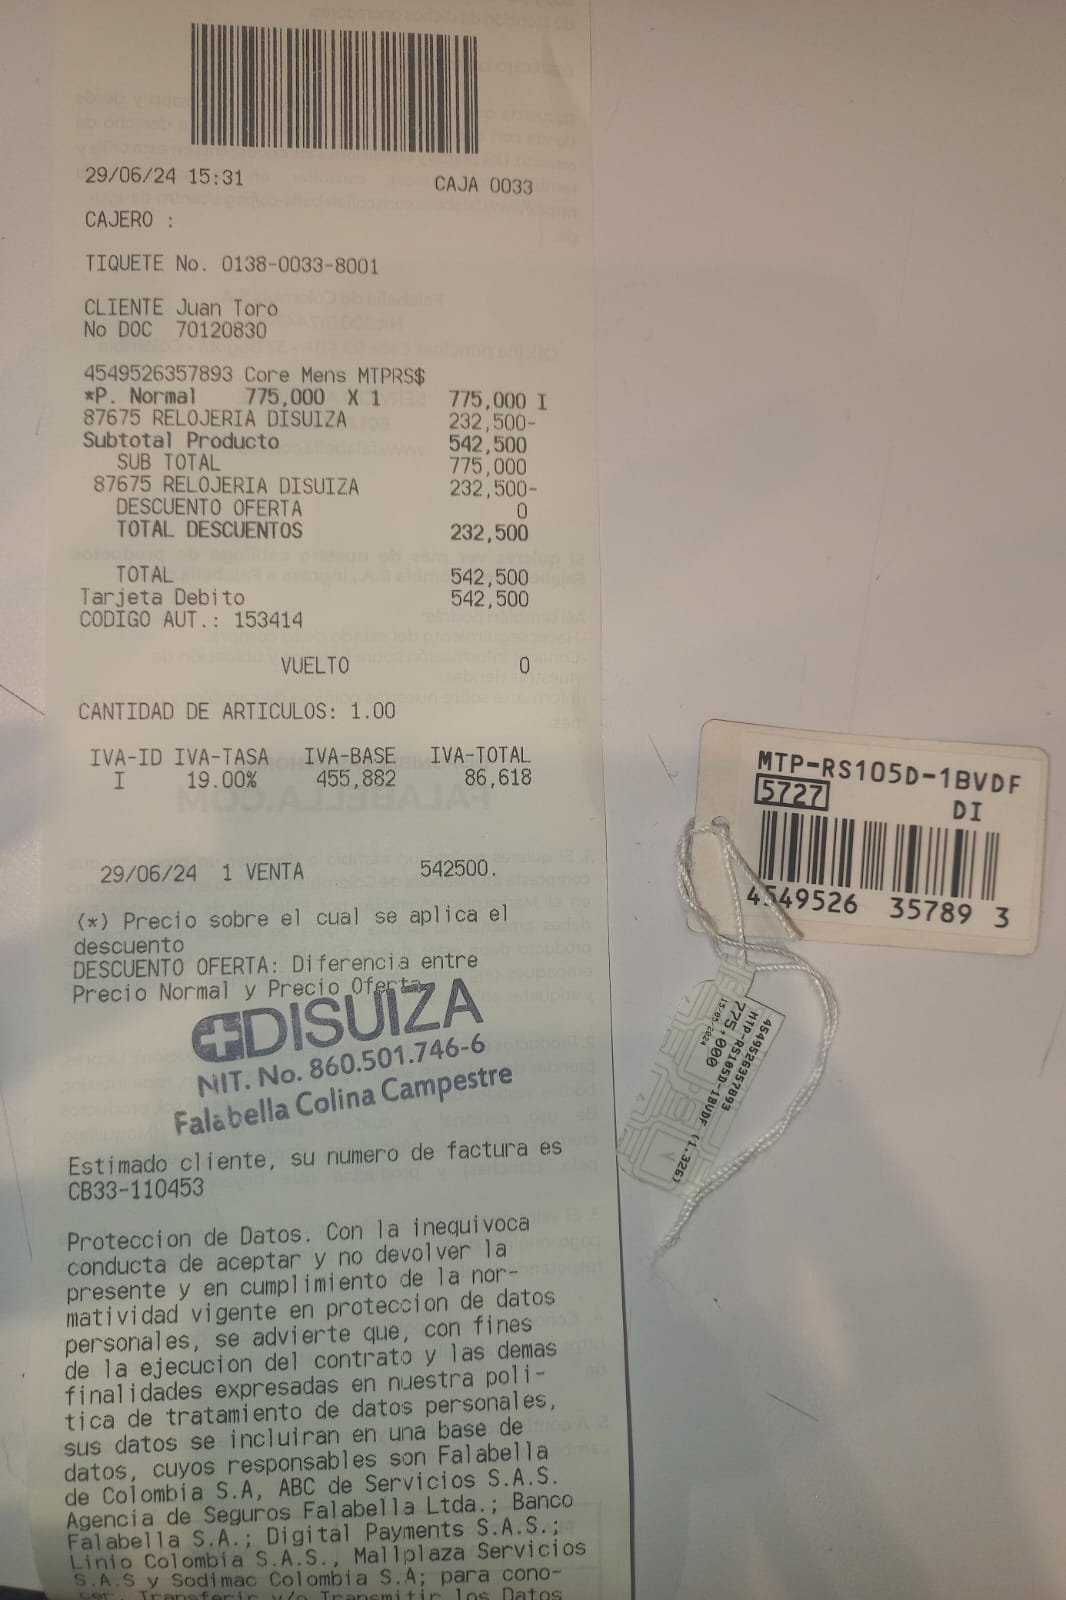 29/06/24 15:31 CAJA 0033
CAJERO :
TIQUETE No. 0138-0033-8001
CLIENTE Juan Toro
No DOC 70120830
4549526357893 Core Mens MTPRS$
*P. Normal 775,000 X 1 775,000 I
87675 RELOJERIA DISUIZA 232,500-
Subtotal Producto 542,500
SUB TOTAL 775,000
87675 RELOJERIA DISUIZA 232,500-
DESCUENTO OFERTA 0
TOTAL DESCUENTOS 232,500
TOTAL 542,500
Tarjeta Debito 542,500
CODIGO AUT.: 153414
VUELTO 0
CANTIDAD DE ARTICULOS: 1.00
IVA-ID IVA-TASA IVA-BASE IVA-TOTAL
I 19.00% 455,882 86,618
29/06/24 1 VENTA 542500.
(*) Precio sobre el cual se aplica el
descuento
DESCUENTO OFERTA: Diferencia entre
Precio Normal y Precio Oferta
DISUIZA
NIT. No. 860.501.746-6
Falabella Colina Campestre
Estimado cliente, su numero de factura es
CB33-110453
Proteccion de Datos. Con la inequivoca
conducta de aceptar y no devolver la
presente y en cumplimiento de la nor-
matividad vigente en proteccion de datos
personales, se advierte que, con fines
de la ejecucion del contrato y las demas
finalidades expresadas en nuestra poli-
tica de tratamiento de datos personales,
sus datos se incluiran en una base de
datos, cuyos responsables son Falabella
de Colombia S.A, ABC de Servicios S.A.S.
Agencia de Seguros Falabella Ltda.; Banco
Falabella S.A.; Digital Payments S.A.S.;
Linio Colombia S.A.S., Mallplaza Servicios
S.A.S y Sodimac Colombia S.A; para cono-
cer, Transferir y/o Transmitir los Datos
MTP-RS105D-1BVDF
5727 DI
4549526 35789 3
4549526357893
MTP-RS105D-1BVDF (1.326)
775,000
15/05/2024